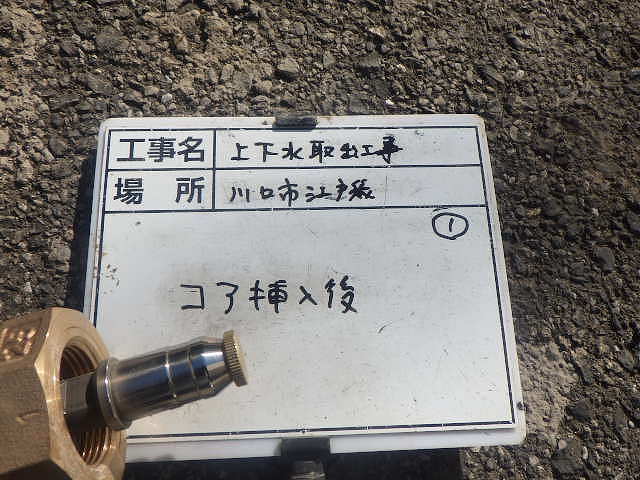 工事名 上下水取出工事
場所 川口市江戸袋
①
コア挿入後